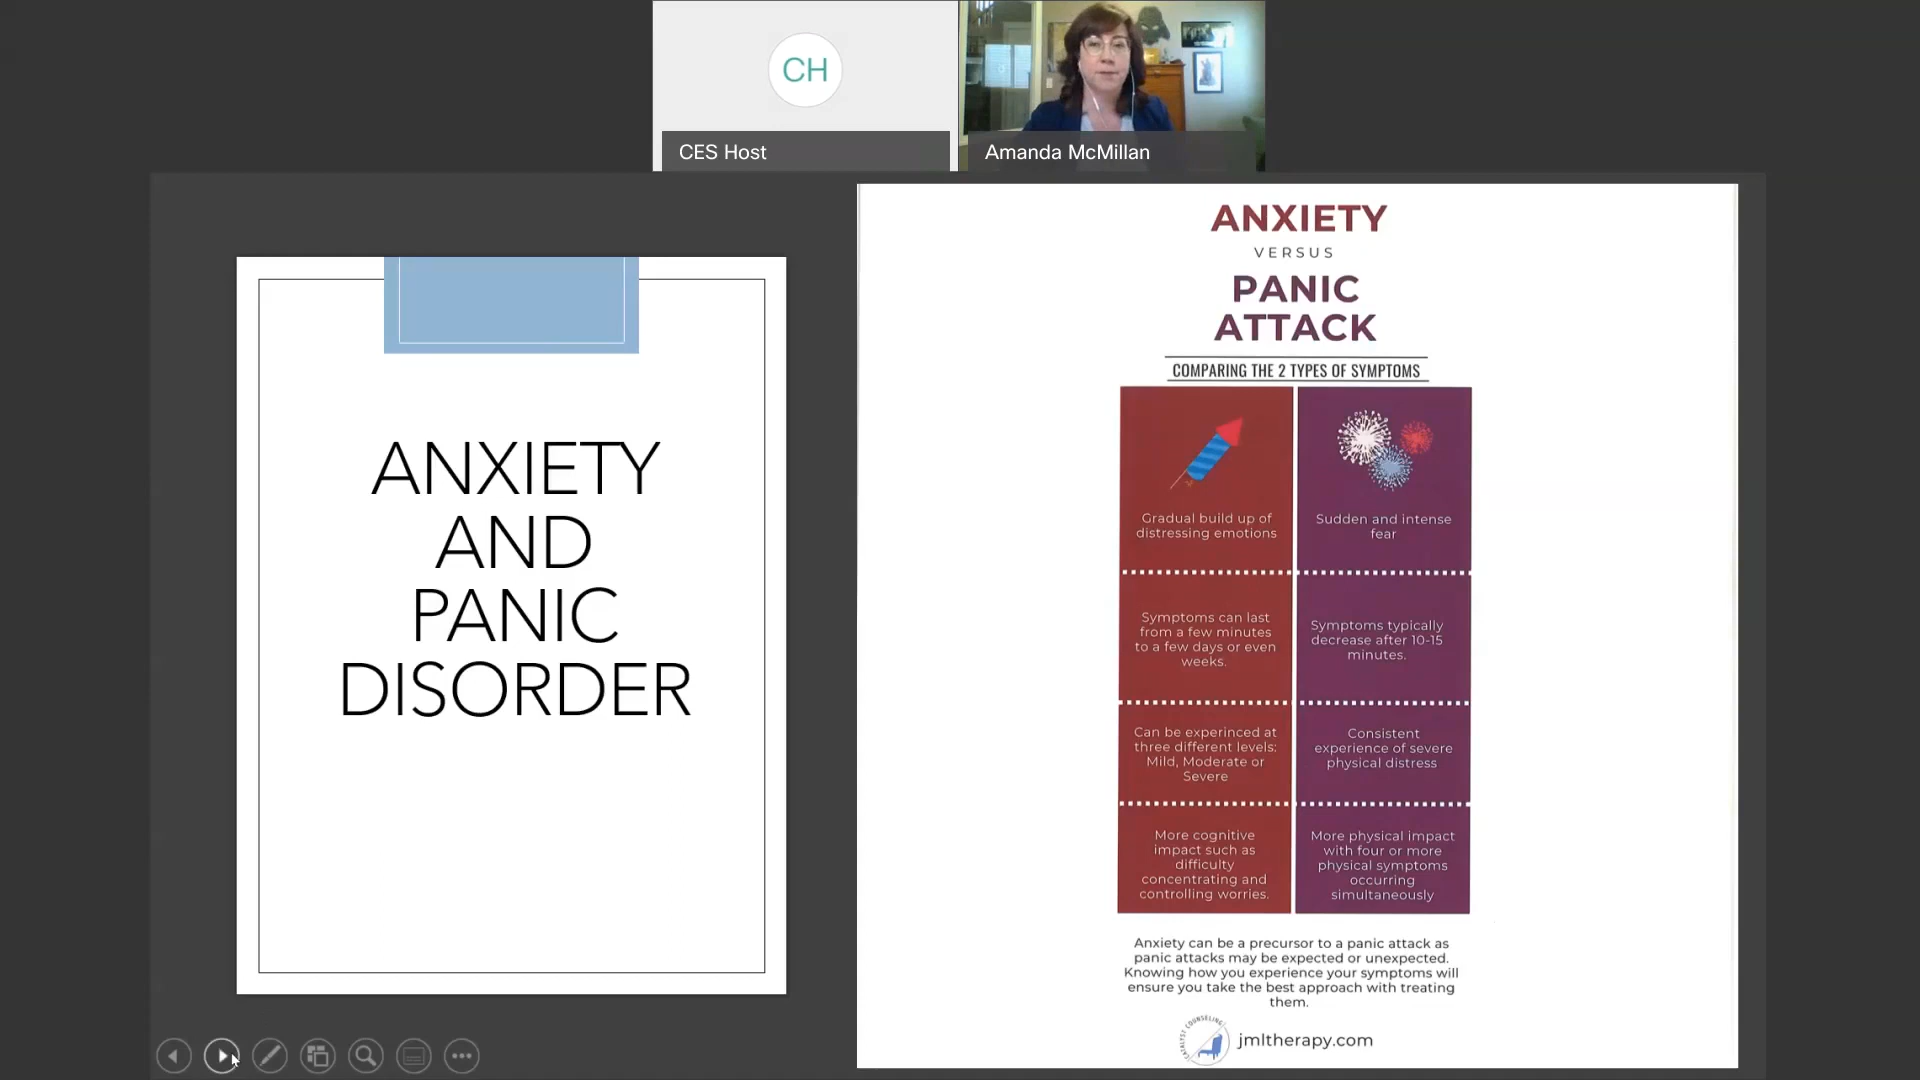 CH
CES Host
Amanda McMillan
ANXIETY
AND
PANIC
DISORDER
ANXIETY
VERSUS
PANIC
ATTACK
COMPARING THE 2 TYPES OF SYMPTOMS
Gradual build up of
distressing emotions
Sudden and intense
fear
Symptoms can last
from a few minutes
to a few days or even
weeks.
Symptoms typically
decrease after 10-15
minutes.
Can be experinced at
three different levels:
Mild, Moderate or
Severe
Consistent
experience of severe
physical distress
More cognitive
impact such as
difficulty
concentrating and
controlling worries.
More physical impact
with four or more
physical symptoms
occurring
simultaneously
Anxiety can be a precursor to a panic attack as
panic attacks may be expected or unexpected.
Knowing how you experience your symptoms will
ensure you take the best approach with treating
them.
CATALYST COUNSELING
jmltherapy.com